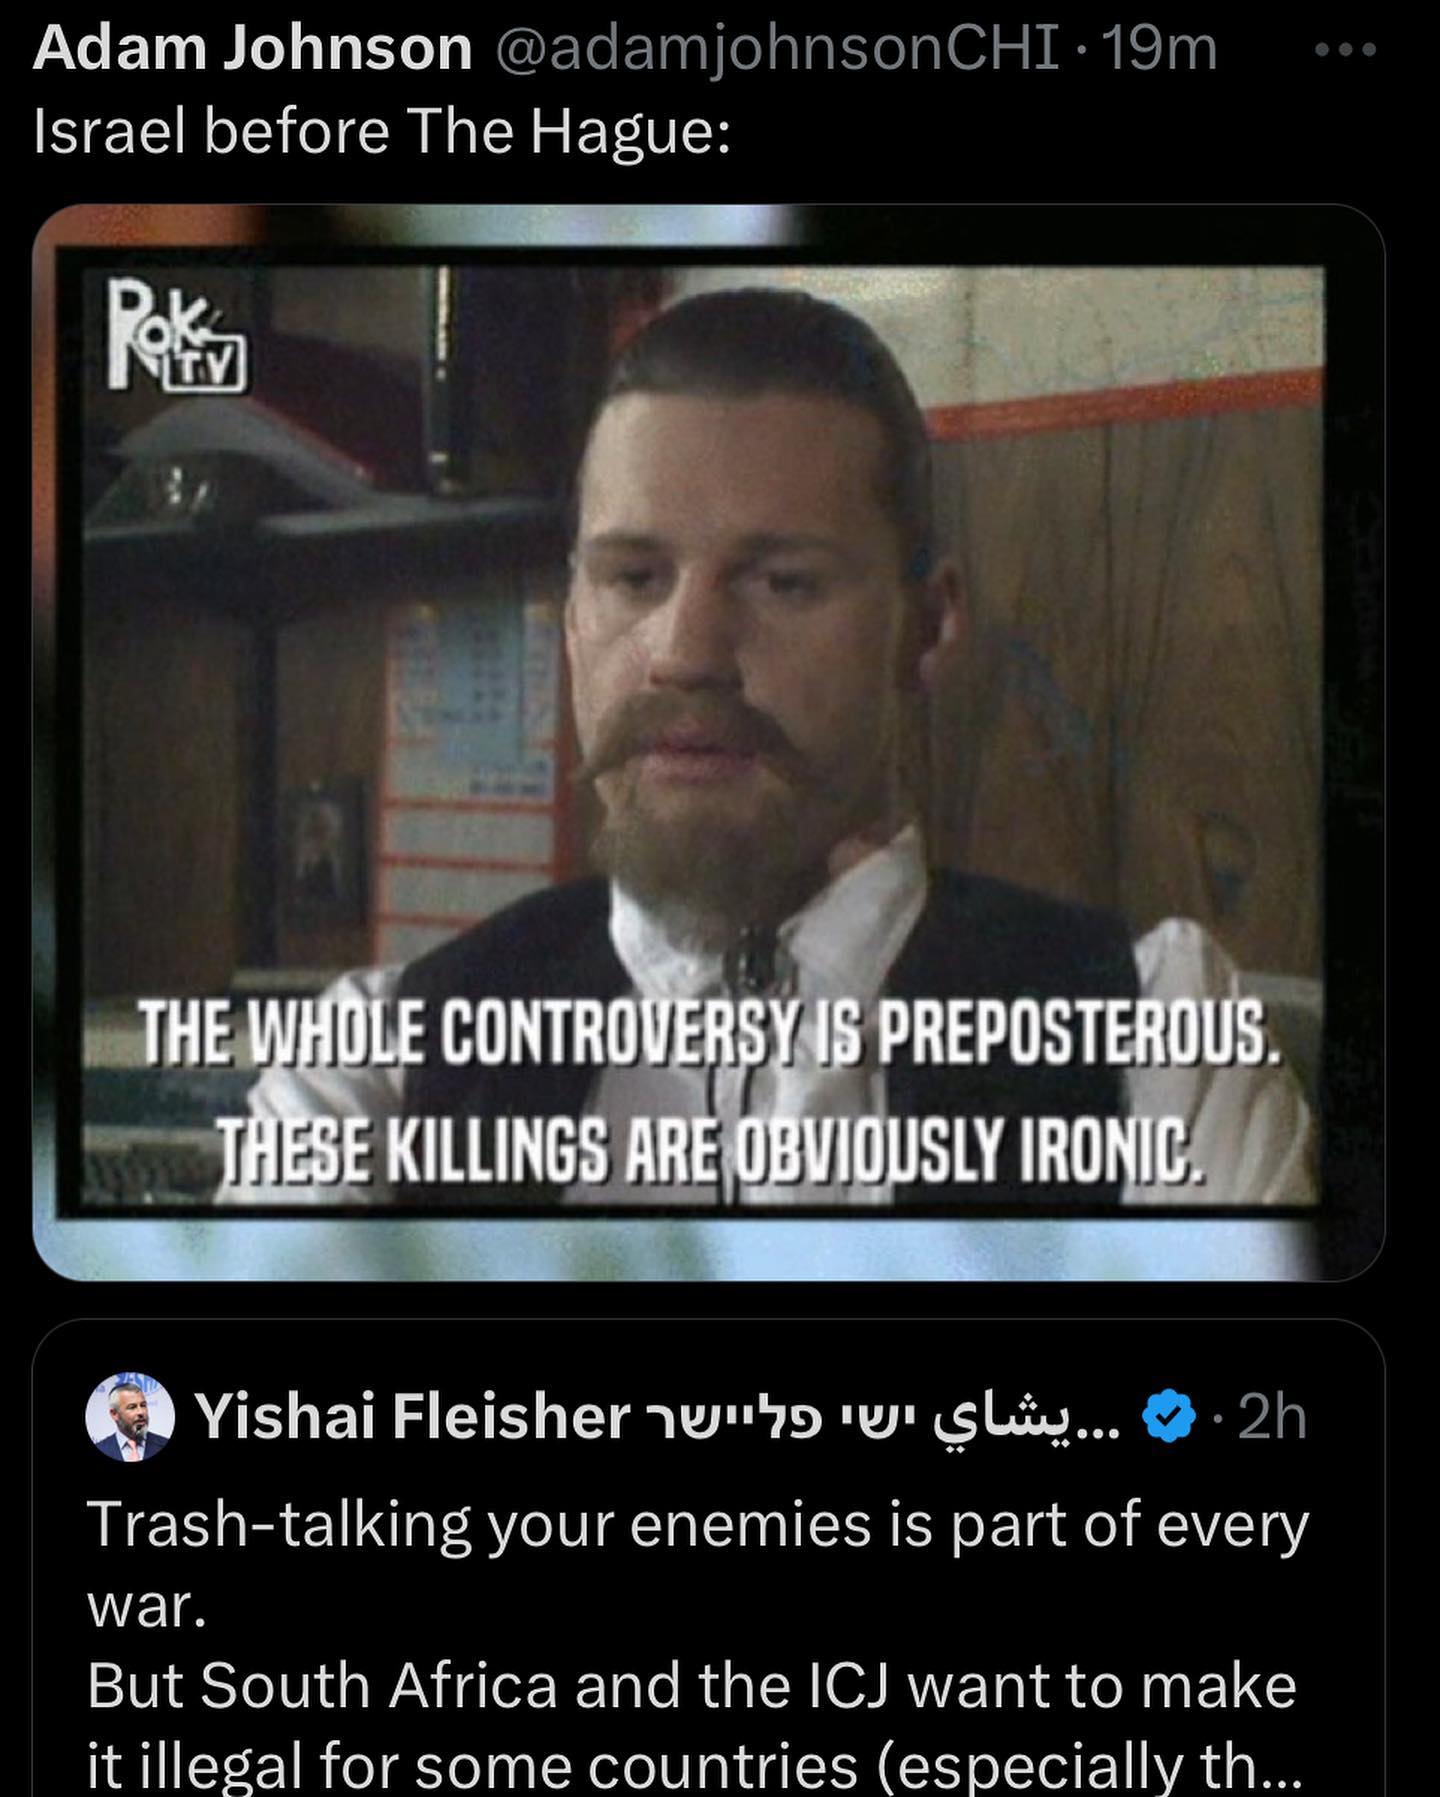 Adam Johnson @adamjohnsonCHI · 19m
Israel before The Hague:
ROK TV
THE WHOLE CONTROVERSY IS PREPOSTEROUS.
THESE KILLINGS ARE OBVIOUSLY IRONIC.
Yishai Fleisher ישי פליישר يشاي... · 2h
Trash-talking your enemies is part of every
war.
But South Africa and the ICJ want to make
it illegal for some countries (especially th...